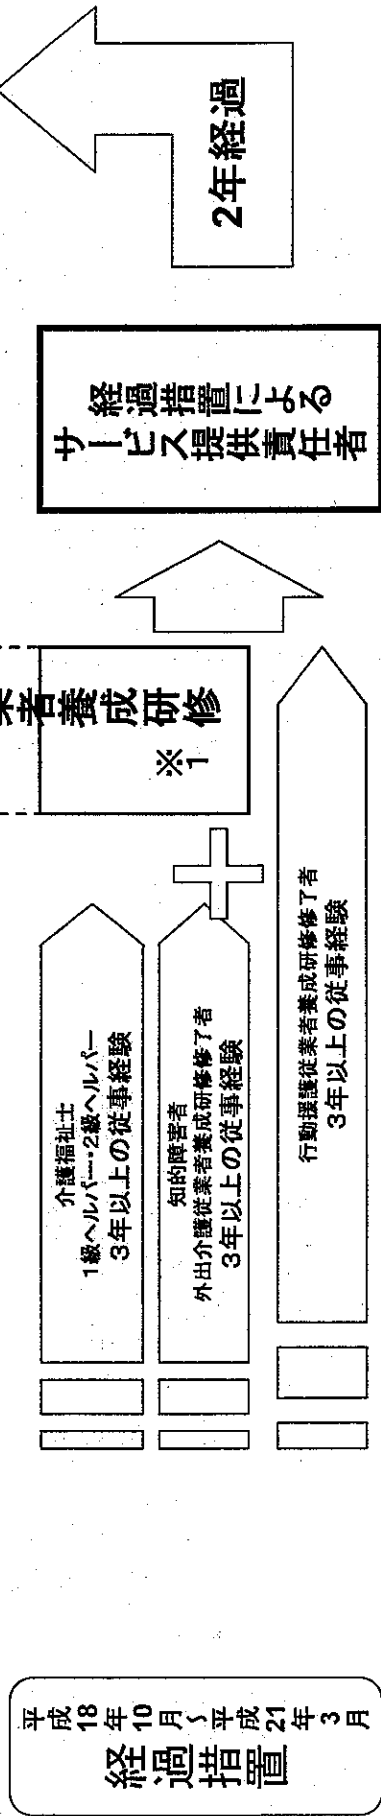 平成18年10月～平成21年3月
経過措置
介護福祉士
1級ヘルパー・2級ヘルパー
3年以上の従事経験
知的障害者
外出介護従業者養成研修修了者
3年以上の従事経験
行動援護従業者養成研修修了者
3年以上の従事経験
業者養成研修
※1
経過措置による
サービス提供責任者
2年経過